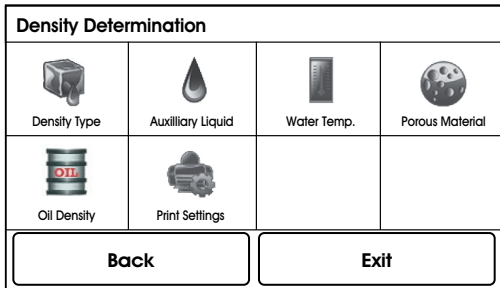 Density Determination
Density Type Auxilliary Liquid Water Temp. Porous Material
OIL
Oil Density Print Settings
Back Exit